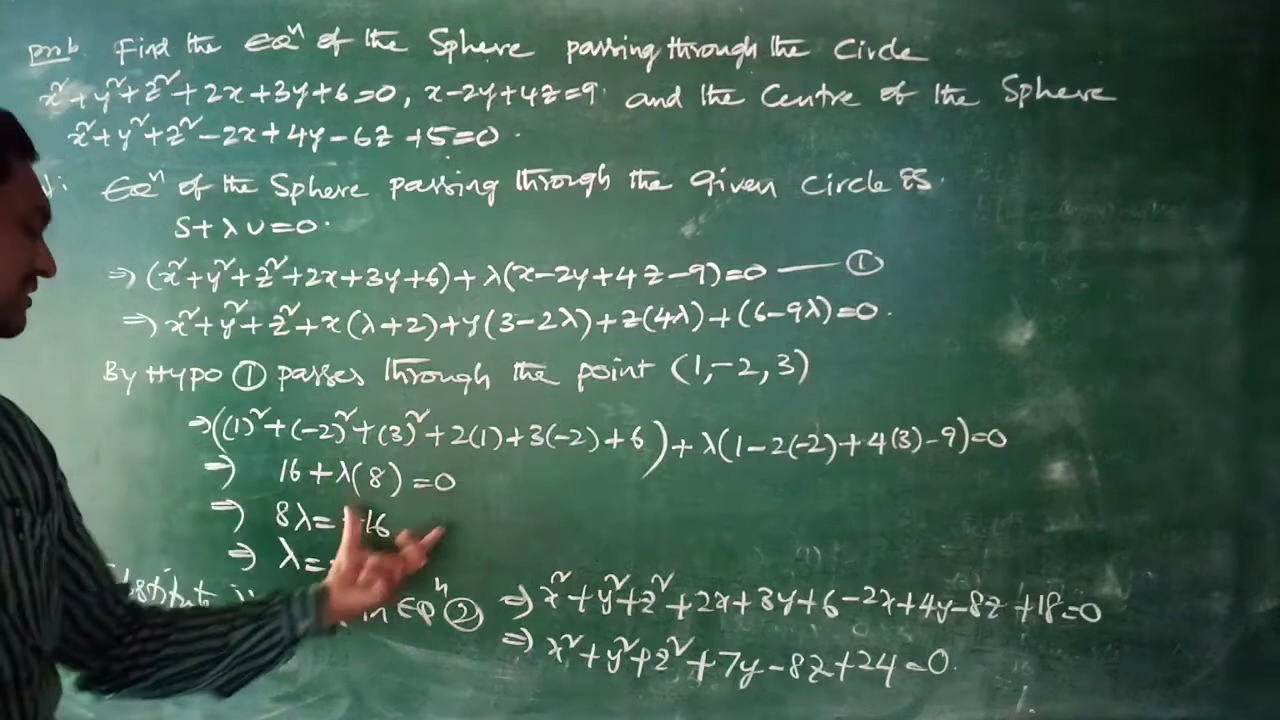 prob Find the EQⁿ of the Sphere passing through the Circle
x²+y²+z²+2x+3y+6=0, x-2y+4z=9 and the Centre of the Sphere
x²+y²+z²-2x+4y-6z+5=0.
EQⁿ of the Sphere passing through the Given Circle is.
S+λU=0.
⇒(x²+y²+z²+2x+3y+6)+λ(x-2y+4z-9)=0 — ①
⇒x²+y²+z²+x(λ+2)+y(3-2λ)+z(4λ)+(6-9λ)=0.
By Hypo ① passes through the point (1,-2,3)
⇒((1)²+(-2)²+(3)²+2(1)+3(-2)+6)+λ(1-2(-2)+4(3)-9)=0
⇒ 16+λ(8)=0
⇒ 8λ=-16
⇒ λ=
in EQⁿ ② ⇒x²+y²+z²+2x+3y+6-2x+4y-8z+18=0
⇒x²+y²+z²+7y-8z+24=0.